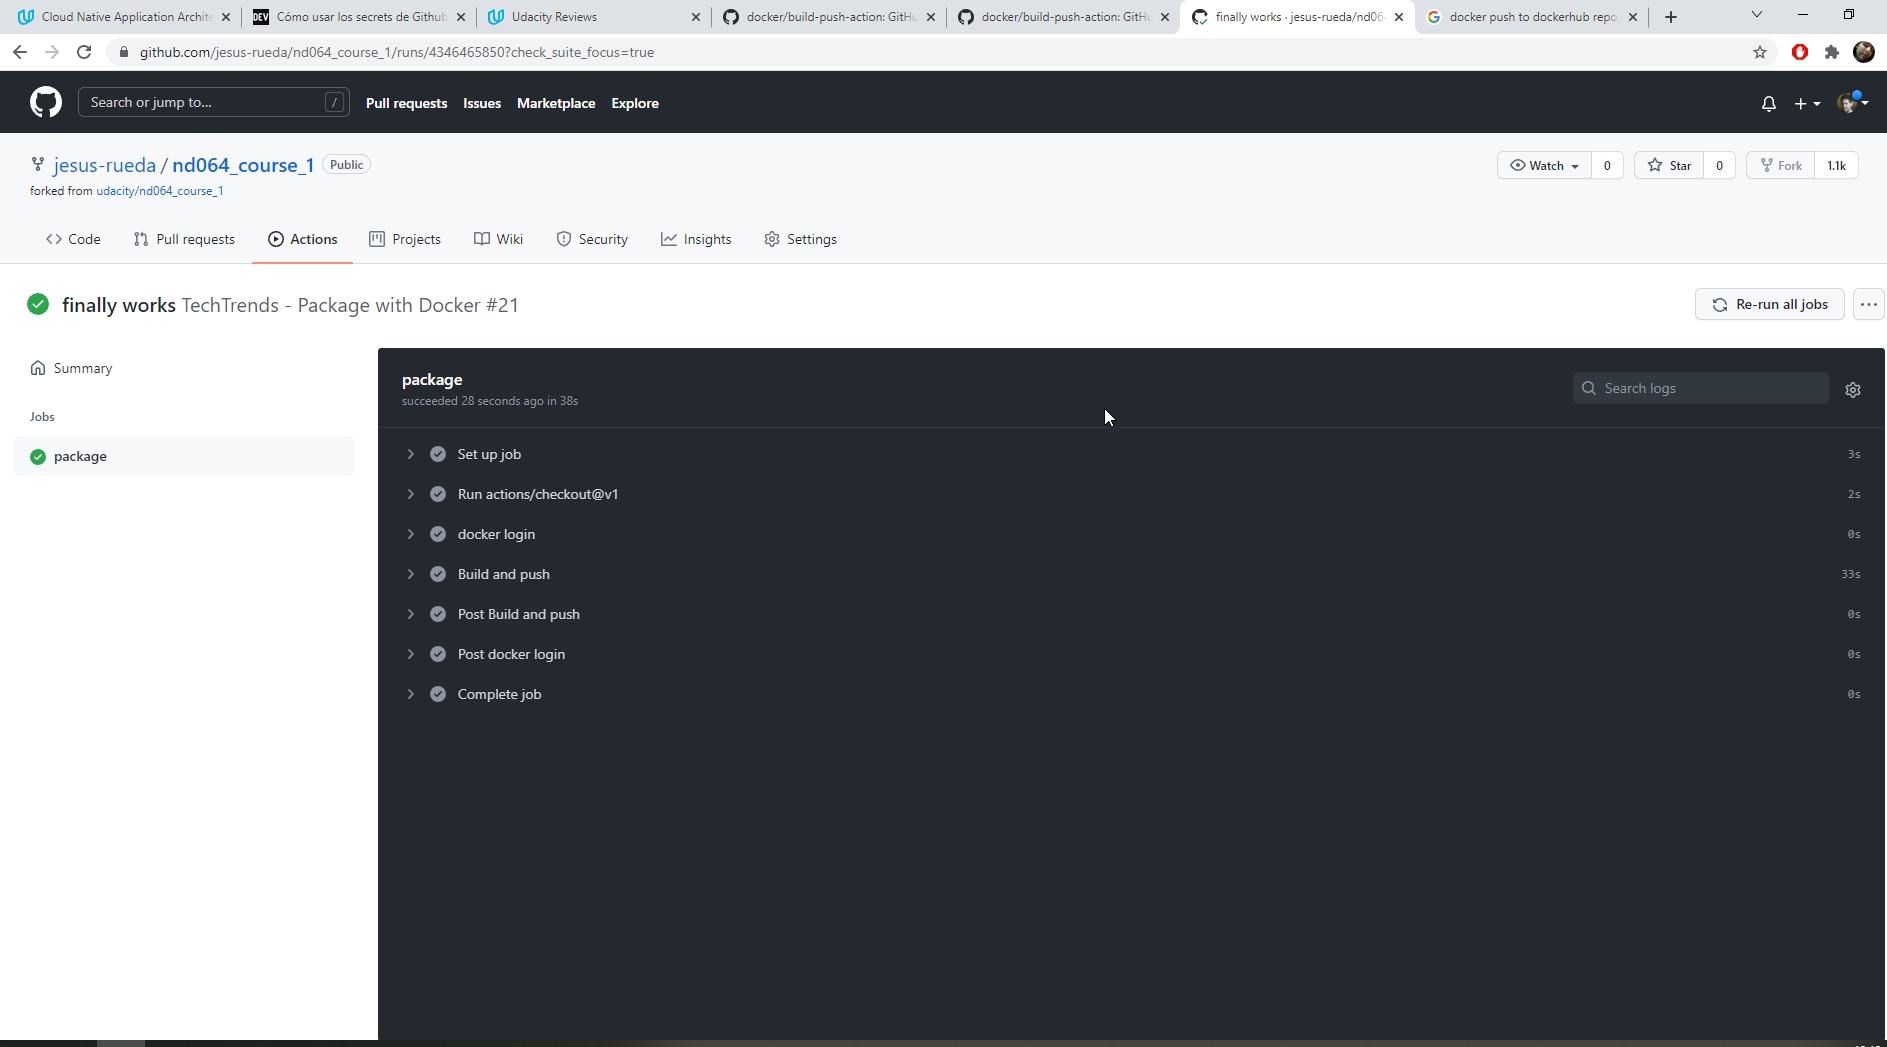 Cloud Native Application Archite
DEV Cómo usar los secrets de Github
Udacity Reviews
docker/build-push-action: GitHu
docker/build-push-action: GitHu
finally works · jesus-rueda/nd06
docker push to dockerhub repo
github.com/jesus-rueda/nd064_course_1/runs/4346465850?check_suite_focus=true
Search or jump to... /
Pull requests Issues Marketplace Explore
jesus-rueda / nd064_course_1 Public
Watch 0 Star 0 Fork 1.1k
forked from udacity/nd064_course_1
Code Pull requests Actions Projects Wiki Security Insights Settings
finally works TechTrends - Package with Docker #21
Re-run all jobs
Summary
Jobs
package
package
succeeded 28 seconds ago in 38s
Search logs
Set up job 3s
Run actions/checkout@v1 2s
docker login 0s
Build and push 33s
Post Build and push 0s
Post docker login 0s
Complete job 0s